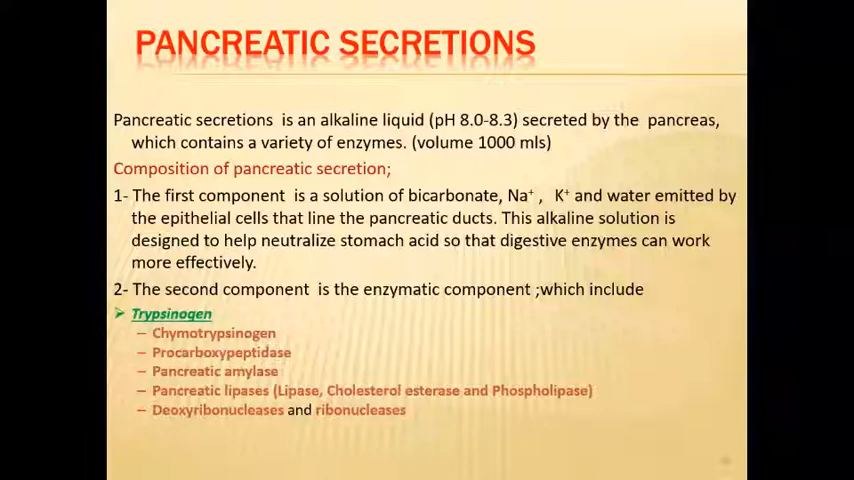 PANCREATIC SECRETIONS
Pancreatic secretions is an alkaline liquid (pH 8.0-8.3) secreted by the pancreas,
which contains a variety of enzymes. (volume 1000 mls)
Composition of pancreatic secretion;
1- The first component is a solution of bicarbonate, Na⁺ , K⁺ and water emitted by
the epithelial cells that line the pancreatic ducts. This alkaline solution is
designed to help neutralize stomach acid so that digestive enzymes can work
more effectively.
2- The second component is the enzymatic component ;which include
➢ Trypsinogen
– Chymotrypsinogen
– Procarboxypeptidase
– Pancreatic amylase
– Pancreatic lipases (Lipase, Cholesterol esterase and Phospholipase)
– Deoxyribonucleases and ribonucleases